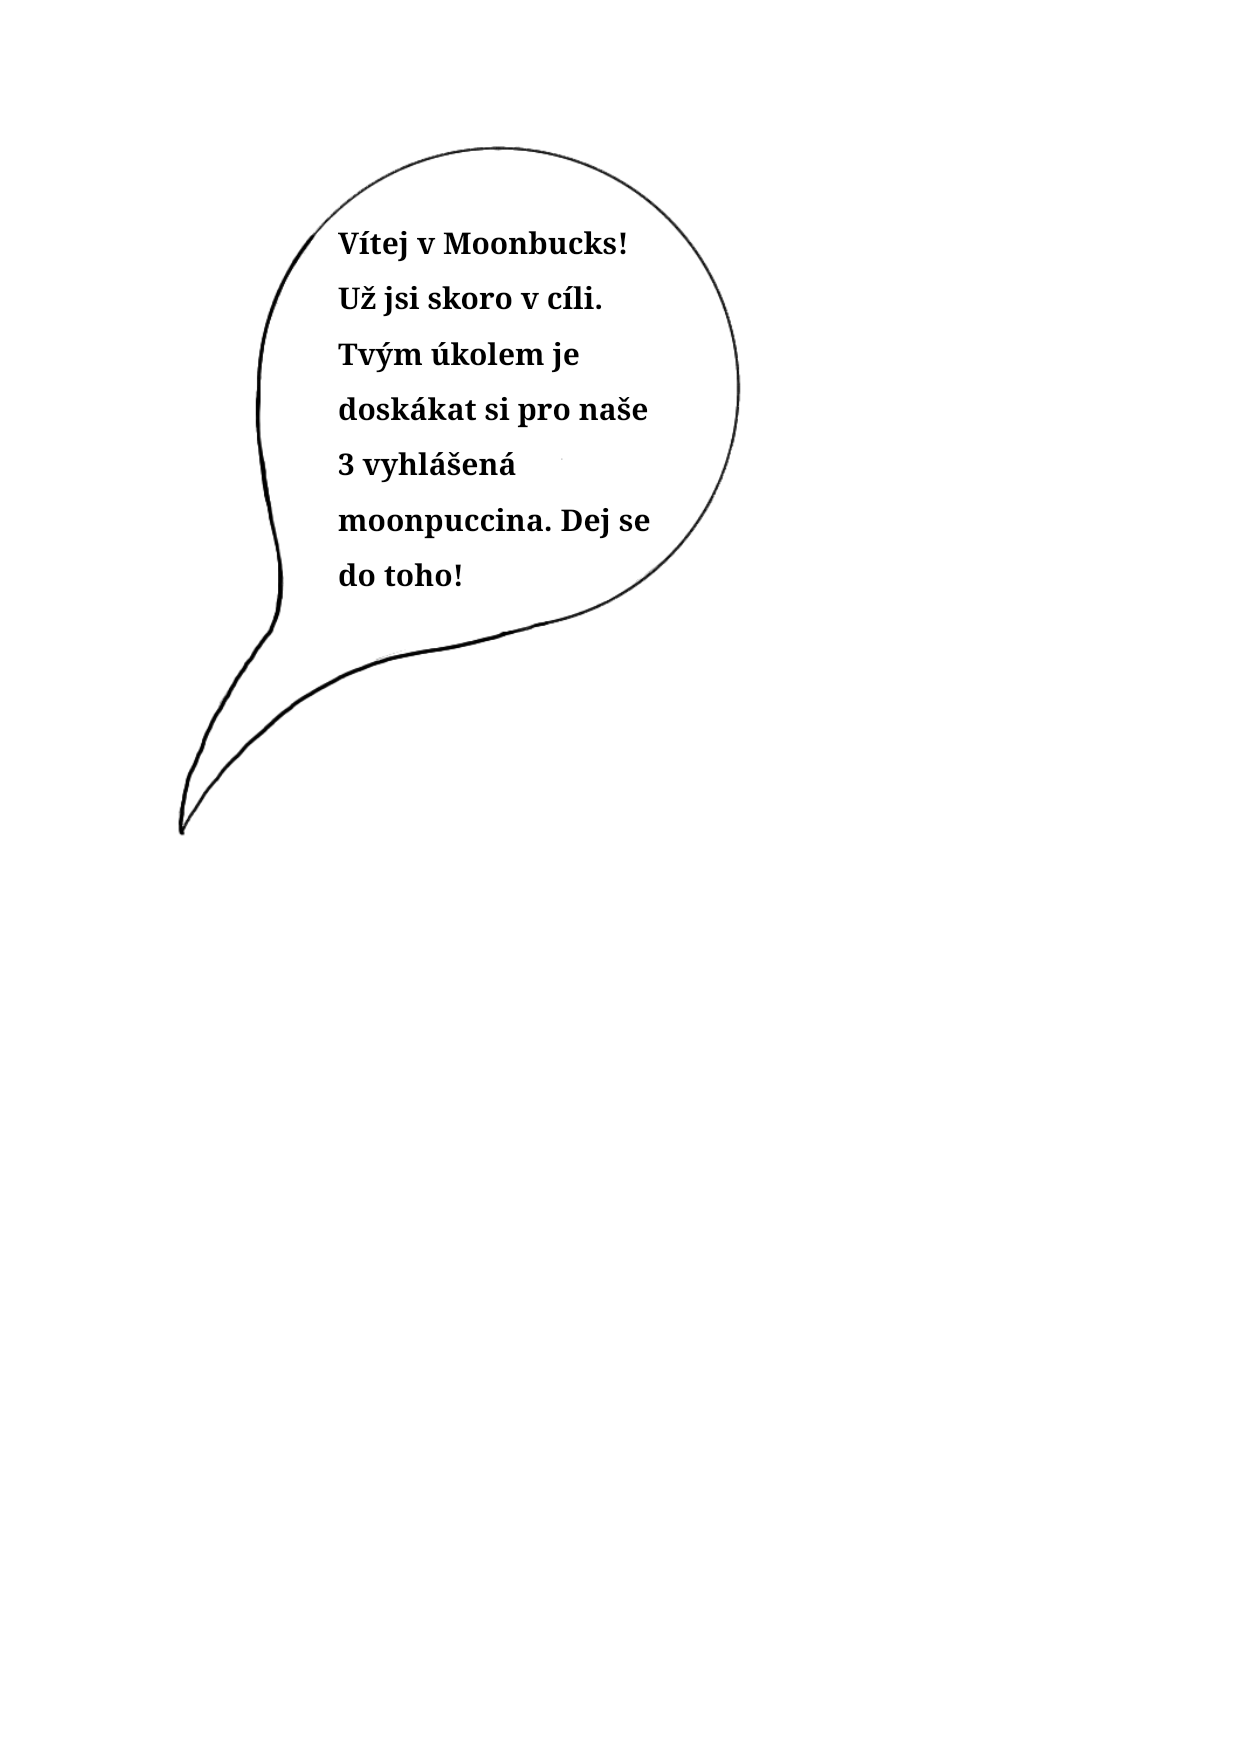 Vítej v Moonbucks!
Už jsi skoro v cíli.
Tvým úkolem je
doskákat si pro naše
3 vyhlášená
moonpuccina. Dej se
do toho!